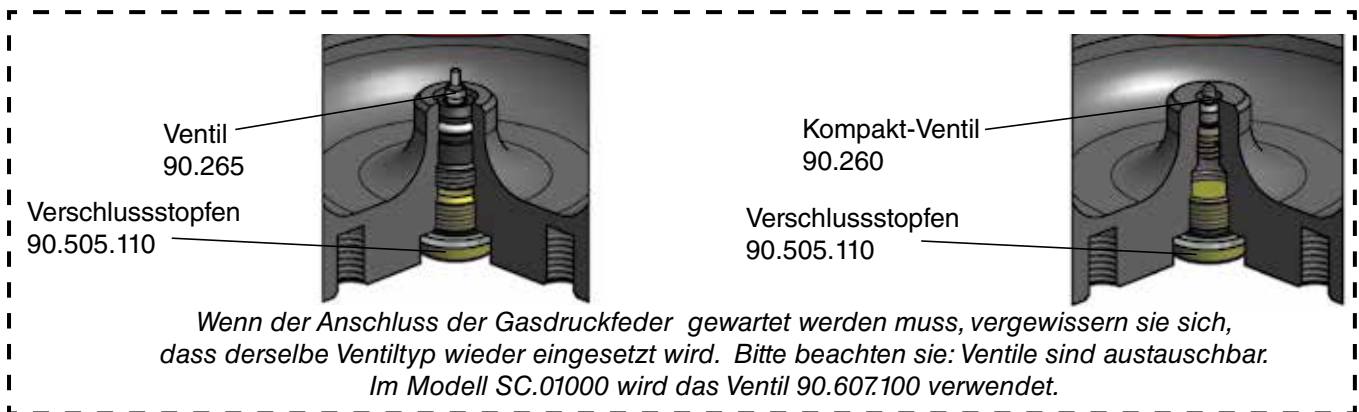 Ventil
90.265
Verschlussstopfen
90.505.110
Kompakt-Ventil
90.260
Verschlussstopfen
90.505.110
Wenn der Anschluss der Gasdruckfeder gewartet werden muss, vergewissern sie sich,
dass derselbe Ventiltyp wieder eingesetzt wird. Bitte beachten sie: Ventile sind austauschbar.
Im Modell SC.01000 wird das Ventil 90.607.100 verwendet.